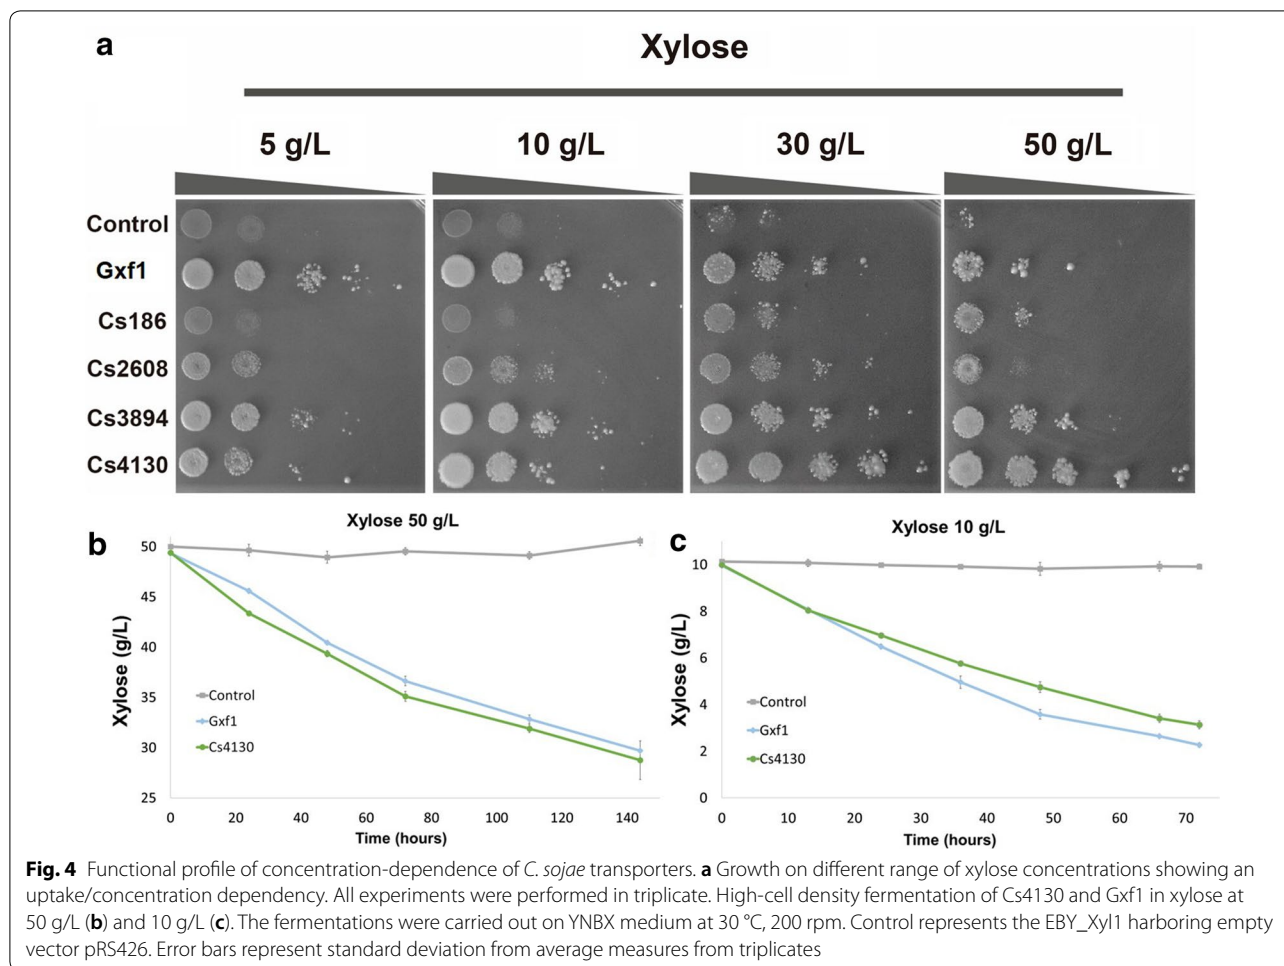 a
Xylose
5 g/L 10 g/L 30 g/L 50 g/L
Control
Gxf1
Cs186
Cs2608
Cs3894
Cs4130
b
Xylose 50 g/L
Xylose (g/L)
50
45
40
35
30
25
Control
Gxf1
Cs4130
0 20 40 60 80 100 120 140
Time (hours)
c
Xylose 10 g/L
Xylose (g/L)
10
8
6
4
2
0
Control
Gxf1
Cs4130
0 10 20 30 40 50 60 70
Time (hours)
Fig. 4 Functional profile of concentration-dependence of C. sojae transporters. a Growth on different range of xylose concentrations showing an
uptake/concentration dependency. All experiments were performed in triplicate. High-cell density fermentation of Cs4130 and Gxf1 in xylose at
50 g/L (b) and 10 g/L (c). The fermentations were carried out on YNBX medium at 30 °C, 200 rpm. Control represents the EBY_Xyl1 harboring empty
vector pRS426. Error bars represent standard deviation from average measures from triplicates